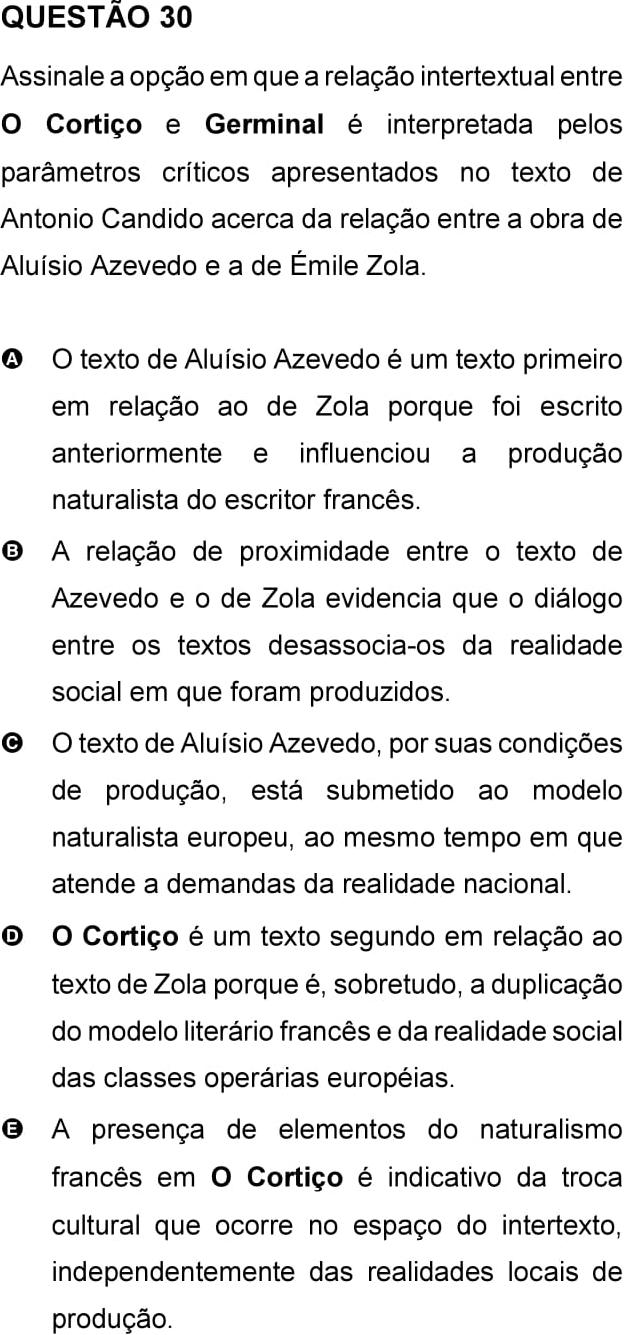 QUESTÃO 30
Assinale a opção em que a relação intertextual entre
O Cortiço e Germinal é interpretada pelos
parâmetros críticos apresentados no texto de
Antonio Candido acerca da relação entre a obra de
Aluísio Azevedo e a de Émile Zola.
A O texto de Aluísio Azevedo é um texto primeiro
em relação ao de Zola porque foi escrito
anteriormente e influenciou a produção
naturalista do escritor francês.
B A relação de proximidade entre o texto de
Azevedo e o de Zola evidencia que o diálogo
entre os textos desassocia-os da realidade
social em que foram produzidos.
C O texto de Aluísio Azevedo, por suas condições
de produção, está submetido ao modelo
naturalista europeu, ao mesmo tempo em que
atende a demandas da realidade nacional.
D O Cortiço é um texto segundo em relação ao
texto de Zola porque é, sobretudo, a duplicação
do modelo literário francês e da realidade social
das classes operárias européias.
E A presença de elementos do naturalismo
francês em O Cortiço é indicativo da troca
cultural que ocorre no espaço do intertexto,
independentemente das realidades locais de
produção.